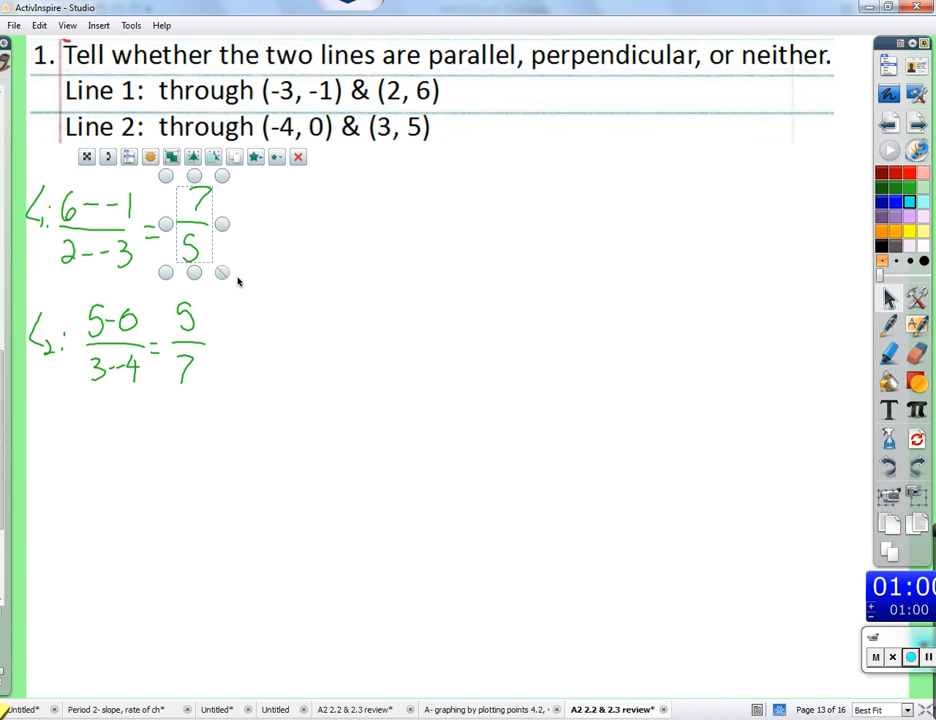 ActivInspire - Studio
File Edit View Insert Tools Help
1. Tell whether the two lines are parallel, perpendicular, or neither.
Line 1: through (-3, -1) & (2, 6)
Line 2: through (-4, 0) & (3, 5)
L1: 6--1 / 2--3 = 7 / 5
L2: 5-0 / 3--4 = 5 / 7
T π
01:00
01:00
M
Untitled* Period 2- slope, rate of ch* Untitled* Untitled A2 2.2 & 2.3 review* A- graphing by plotting points 4.2, A2 2.2 & 2.3 review* Page 13 of 16 Best Fit